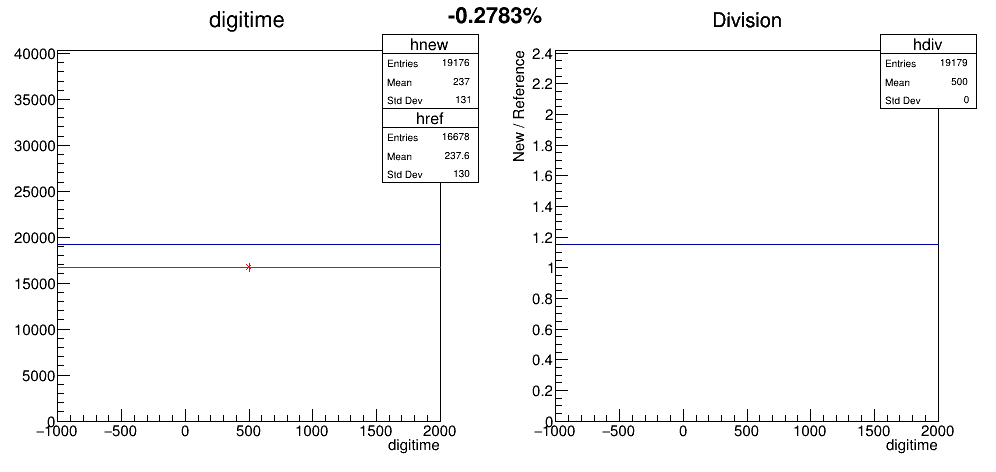 digitime
-0.2783%
Division
hnew
Entries 19176
Mean 237
Std Dev 131
href
Entries 16678
Mean 237.6
Std Dev 130
40000
35000
30000
25000
20000
15000
10000
5000
0
−1000 −500 0 500 1000 1500 2000
digitime
hdiv
Entries 19179
Mean 500
Std Dev 0
New / Reference
2.4
2.2
2
1.8
1.6
1.4
1.2
1
0.8
0.6
0.4
0.2
0
−1000 −500 0 500 1000 1500 2000
digitime